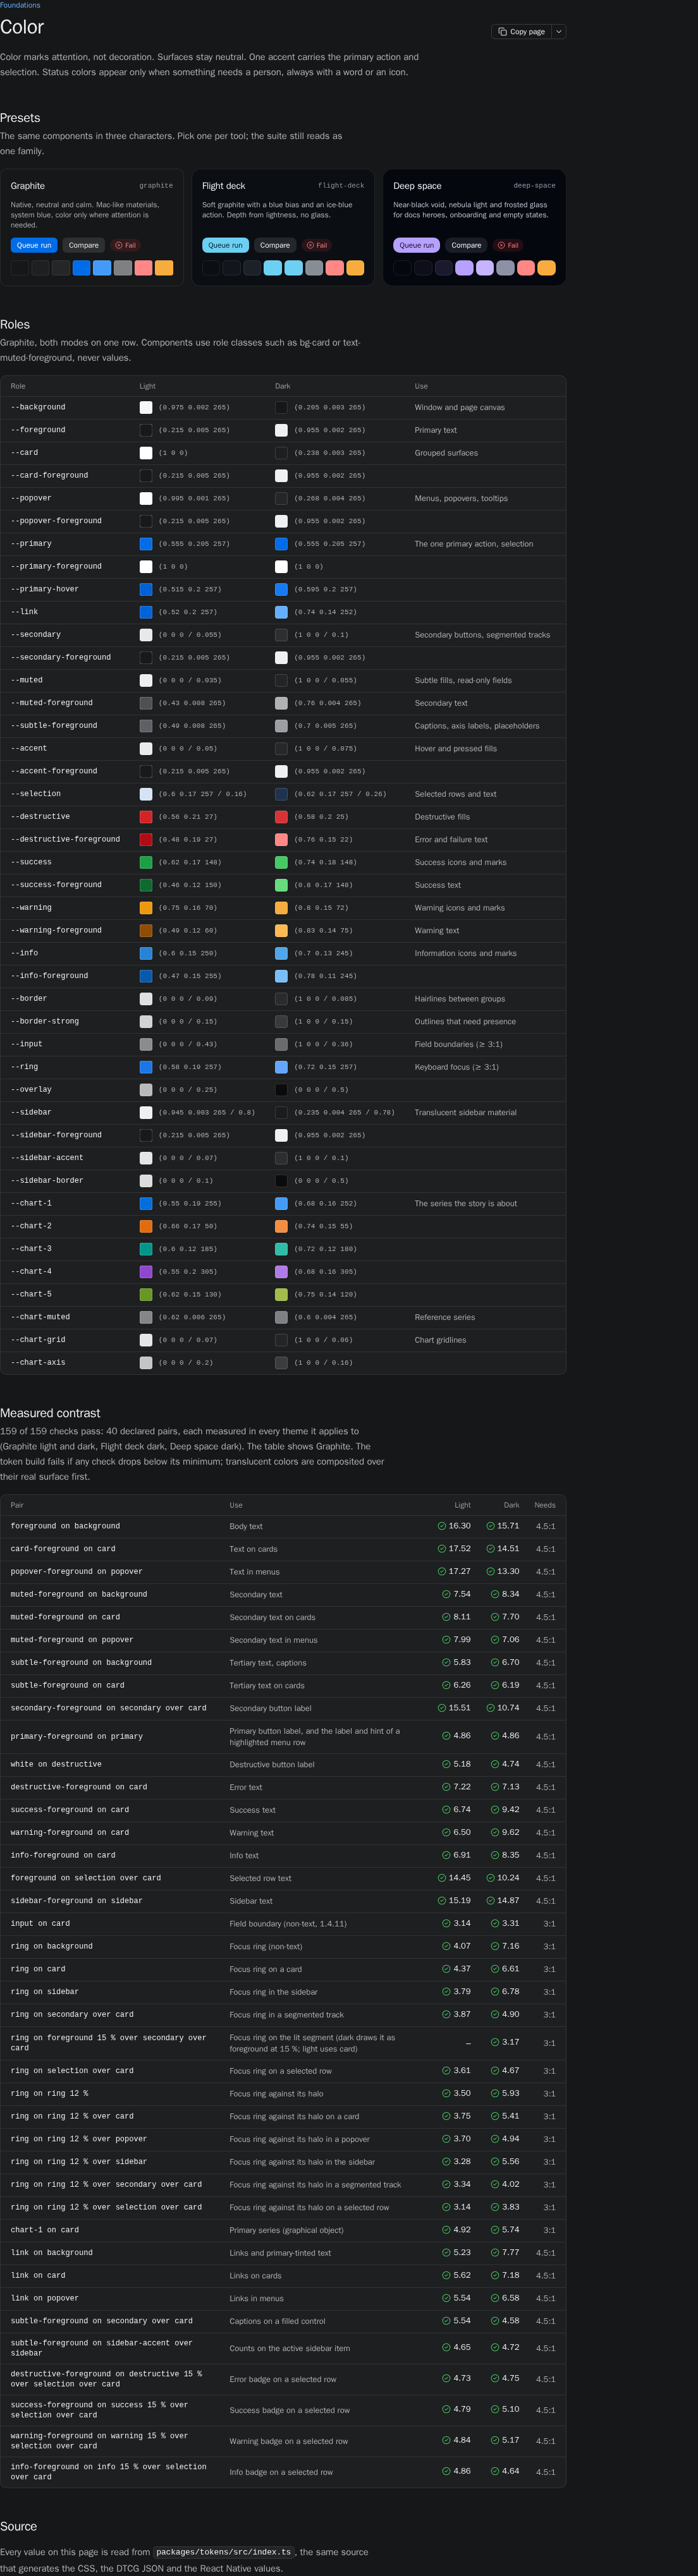 Foundations
Color
Copy page
Color marks attention, not decoration. Surfaces stay neutral. One accent carries the primary action and
selection. Status colors appear only when something needs a person, always with a word or an icon.
Presets
The same components in three characters. Pick one per tool; the suite still reads as
one family.
Graphite graphite
Native, neutral and calm. Mac-like materials,
system blue, color only where attention is
needed.
Queue run Compare Fail
Flight deck flight-deck
Soft graphite with a blue bias and an ice-blue
action. Depth from lightness, no glass.
Queue run Compare Fail
Deep space deep-space
Near-black void, nebula light and frosted glass
for docs heroes, onboarding and empty states.
Queue run Compare Fail
Roles
Graphite, both modes on one row. Components use role classes such as bg-card or text-
muted-foreground, never values.
Role Light Dark Use
--background (0.975 0.002 265) (0.205 0.003 265) Window and page canvas
--foreground (0.215 0.005 265) (0.955 0.002 265) Primary text
--card (1 0 0) (0.238 0.003 265) Grouped surfaces
--card-foreground (0.215 0.005 265) (0.955 0.002 265)
--popover (0.995 0.001 265) (0.268 0.004 265) Menus, popovers, tooltips
--popover-foreground (0.215 0.005 265) (0.955 0.002 265)
--primary (0.555 0.205 257) (0.555 0.205 257) The one primary action, selection
--primary-foreground (1 0 0) (1 0 0)
--primary-hover (0.515 0.2 257) (0.595 0.2 257)
--link (0.52 0.2 257) (0.74 0.14 252)
--secondary (0 0 0 / 0.055) (1 0 0 / 0.1) Secondary buttons, segmented tracks
--secondary-foreground (0.215 0.005 265) (0.955 0.002 265)
--muted (0 0 0 / 0.035) (1 0 0 / 0.055) Subtle fills, read-only fields
--muted-foreground (0.43 0.008 265) (0.76 0.004 265) Secondary text
--subtle-foreground (0.49 0.008 265) (0.7 0.005 265) Captions, axis labels, placeholders
--accent (0 0 0 / 0.05) (1 0 0 / 0.075) Hover and pressed fills
--accent-foreground (0.215 0.005 265) (0.955 0.002 265)
--selection (0.6 0.17 257 / 0.16) (0.62 0.17 257 / 0.26) Selected rows and text
--destructive (0.56 0.21 27) (0.58 0.2 25) Destructive fills
--destructive-foreground (0.48 0.19 27) (0.76 0.15 22) Error and failure text
--success (0.62 0.17 148) (0.74 0.18 148) Success icons and marks
--success-foreground (0.46 0.12 150) (0.8 0.17 148) Success text
--warning (0.75 0.16 70) (0.8 0.15 72) Warning icons and marks
--warning-foreground (0.49 0.12 60) (0.83 0.14 75) Warning text
--info (0.6 0.15 250) (0.7 0.13 245) Information icons and marks
--info-foreground (0.47 0.15 255) (0.78 0.11 245)
--border (0 0 0 / 0.09) (1 0 0 / 0.085) Hairlines between groups
--border-strong (0 0 0 / 0.15) (1 0 0 / 0.15) Outlines that need presence
--input (0 0 0 / 0.43) (1 0 0 / 0.36) Field boundaries (≥ 3:1)
--ring (0.58 0.19 257) (0.72 0.15 257) Keyboard focus (≥ 3:1)
--overlay (0 0 0 / 0.25) (0 0 0 / 0.5)
--sidebar (0.945 0.003 265 / 0.8) (0.235 0.004 265 / 0.78) Translucent sidebar material
--sidebar-foreground (0.215 0.005 265) (0.955 0.002 265)
--sidebar-accent (0 0 0 / 0.07) (1 0 0 / 0.1)
--sidebar-border (0 0 0 / 0.1) (0 0 0 / 0.5)
--chart-1 (0.55 0.19 255) (0.68 0.16 252) The series the story is about
--chart-2 (0.66 0.17 50) (0.74 0.15 55)
--chart-3 (0.6 0.12 185) (0.72 0.12 180)
--chart-4 (0.55 0.2 305) (0.68 0.16 305)
--chart-5 (0.62 0.15 130) (0.75 0.14 120)
--chart-muted (0.62 0.006 265) (0.6 0.004 265) Reference series
--chart-grid (0 0 0 / 0.07) (1 0 0 / 0.06) Chart gridlines
--chart-axis (0 0 0 / 0.2) (1 0 0 / 0.16)
Measured contrast
159 of 159 checks pass: 40 declared pairs, each measured in every theme it applies to
(Graphite light and dark, Flight deck dark, Deep space dark). The table shows Graphite. The
token build fails if any check drops below its minimum; translucent colors are composited over
their real surface first.
Pair Use Light Dark Needs
foreground on background Body text 16.30 15.71 4.5:1
card-foreground on card Text on cards 17.52 14.51 4.5:1
popover-foreground on popover Text in menus 17.27 13.30 4.5:1
muted-foreground on background Secondary text 7.54 8.34 4.5:1
muted-foreground on card Secondary text on cards 8.11 7.70 4.5:1
muted-foreground on popover Secondary text in menus 7.99 7.06 4.5:1
subtle-foreground on background Tertiary text, captions 5.83 6.70 4.5:1
subtle-foreground on card Tertiary text on cards 6.26 6.19 4.5:1
secondary-foreground on secondary over card Secondary button label 15.51 10.74 4.5:1
primary-foreground on primary Primary button label, and the label and hint of a
highlighted menu row 4.86 4.86 4.5:1
white on destructive Destructive button label 5.18 4.74 4.5:1
destructive-foreground on card Error text 7.22 7.13 4.5:1
success-foreground on card Success text 6.74 9.42 4.5:1
warning-foreground on card Warning text 6.50 9.62 4.5:1
info-foreground on card Info text 6.91 8.35 4.5:1
foreground on selection over card Selected row text 14.45 10.24 4.5:1
sidebar-foreground on sidebar Sidebar text 15.19 14.87 4.5:1
input on card Field boundary (non-text, 1.4.11) 3.14 3.31 3:1
ring on background Focus ring (non-text) 4.07 7.16 3:1
ring on card Focus ring on a card 4.37 6.61 3:1
ring on sidebar Focus ring in the sidebar 3.79 6.78 3:1
ring on secondary over card Focus ring in a segmented track 3.87 4.90 3:1
ring on foreground 15 % over secondary over
card Focus ring on the lit segment (dark draws it as
foreground at 15 %; light uses card) – 3.17 3:1
ring on selection over card Focus ring on a selected row 3.61 4.67 3:1
ring on ring 12 % Focus ring against its halo 3.50 5.93 3:1
ring on ring 12 % over card Focus ring against its halo on a card 3.75 5.41 3:1
ring on ring 12 % over popover Focus ring against its halo in a popover 3.70 4.94 3:1
ring on ring 12 % over sidebar Focus ring against its halo in the sidebar 3.28 5.56 3:1
ring on ring 12 % over secondary over card Focus ring against its halo in a segmented track 3.34 4.02 3:1
ring on ring 12 % over selection over card Focus ring against its halo on a selected row 3.14 3.83 3:1
chart-1 on card Primary series (graphical object) 4.92 5.74 3:1
link on background Links and primary-tinted text 5.23 7.77 4.5:1
link on card Links on cards 5.62 7.18 4.5:1
link on popover Links in menus 5.54 6.58 4.5:1
subtle-foreground on secondary over card Captions on a filled control 5.54 4.58 4.5:1
subtle-foreground on sidebar-accent over
sidebar Counts on the active sidebar item 4.65 4.72 4.5:1
destructive-foreground on destructive 15 %
over selection over card Error badge on a selected row 4.73 4.75 4.5:1
success-foreground on success 15 % over
selection over card Success badge on a selected row 4.79 5.10 4.5:1
warning-foreground on warning 15 % over
selection over card Warning badge on a selected row 4.84 5.17 4.5:1
info-foreground on info 15 % over selection
over card Info badge on a selected row 4.86 4.64 4.5:1
Source
Every value on this page is read from packages/tokens/src/index.ts, the same source
that generates the CSS, the DTCG JSON and the React Native values.